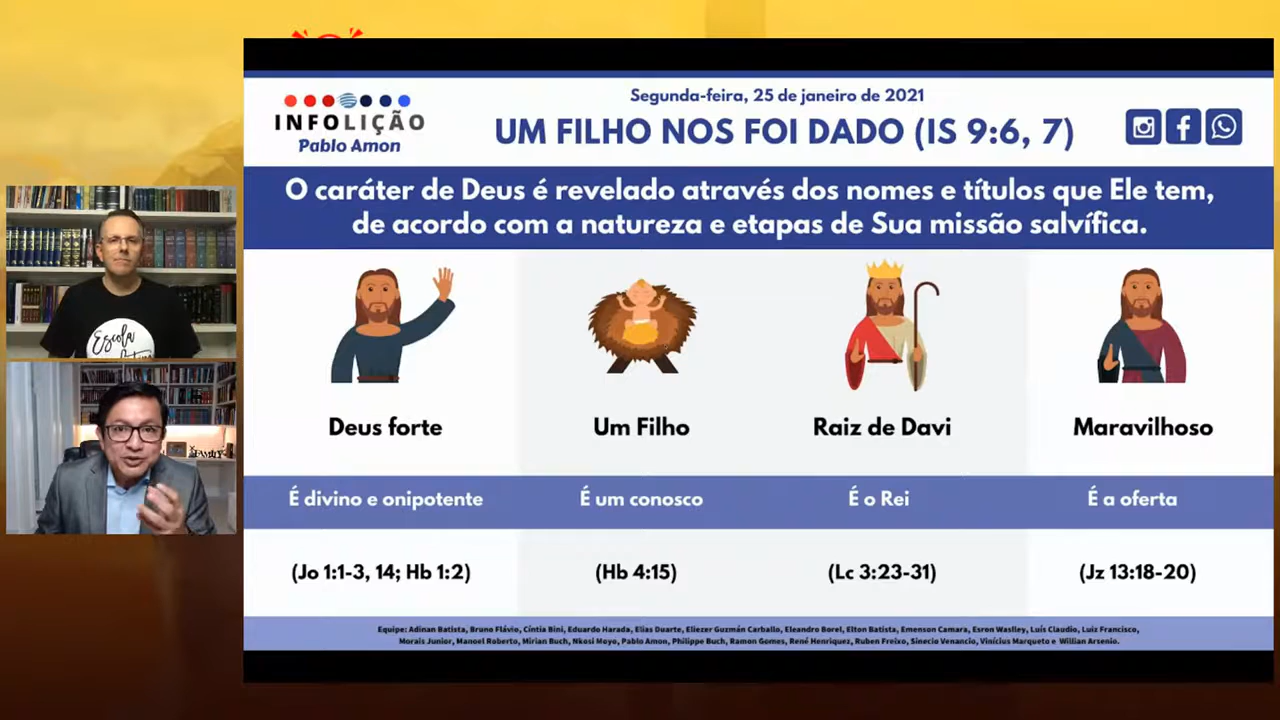 Segunda-feira, 25 de janeiro de 2021
INFOLIÇÃO
Pablo Amon
UM FILHO NOS FOI DADO (IS 9:6, 7)
O caráter de Deus é revelado através dos nomes e títulos que Ele tem,
de acordo com a natureza e etapas de Sua missão salvífica.
Escola
Deus forte
Um Filho
Raiz de Davi
Maravilhoso
É divino e onipotente
É um conosco
É o Rei
É a oferta
(Jo 1:1-3, 14; Hb 1:2)
(Hb 4:15)
(Lc 3:23-31)
(Jz 13:18-20)
FAMILY
Equipe: Adinan Batista, Bruno Flávio, Cíntia Bini, Eduardo Harada, Elias Duarte, Eliezer Guzmán Carballo, Eleandro Borel, Elton Batista, Emenson Camara, Esron Waslley, Luís Claudio, Luiz Francisco,
Morais Junior, Manoel Roberto, Mirian Buch, Nkosi Moyo, Pablo Amon, Philippe Buch, Ramon Gomes, René Henriquez, Ruben Freixo, Sinecio Venancio, Vinícius Marqueto e Willian Arsenio.